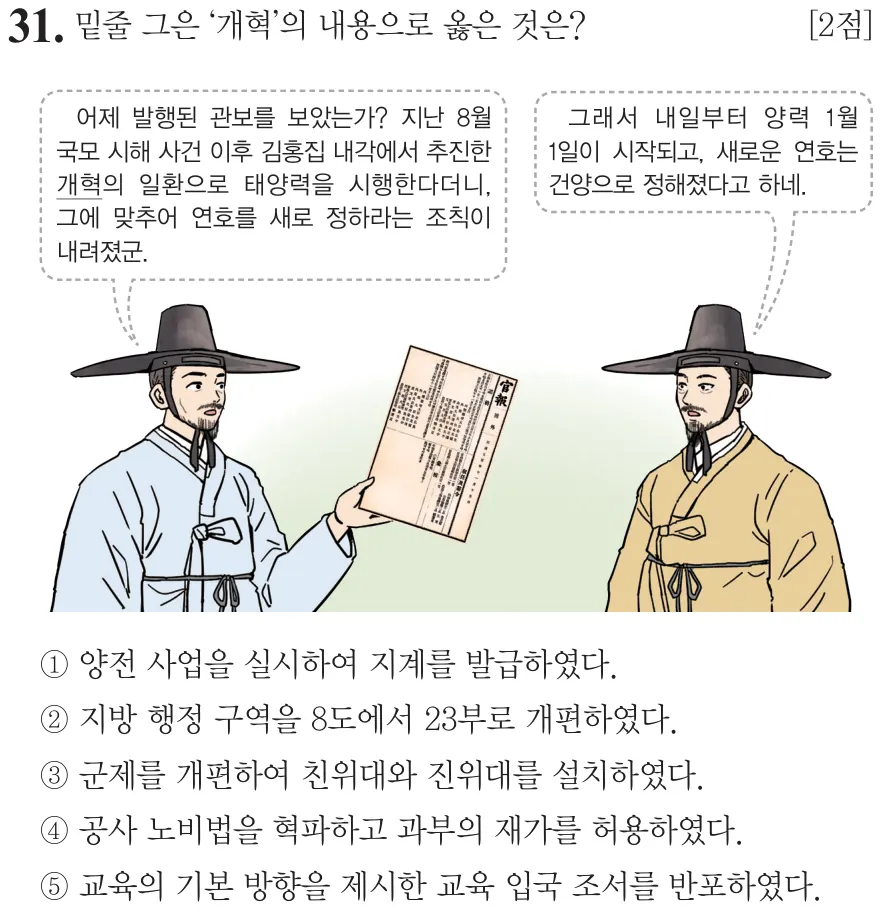 31. 밑줄 그은 ‘개혁’의 내용으로 옳은 것은? [2점]
어제 발행된 관보를 보았는가? 지난 8월
국모 시해 사건 이후 김홍집 내각에서 추진한
개혁의 일환으로 태양력을 시행한다더니,
그에 맞추어 연호를 새로 정하라는 조칙이
내려졌군.
그래서 내일부터 양력 1월
1일이 시작되고, 새로운 연호는
건양으로 정해졌다고 하네.
官報
① 양전 사업을 실시하여 지계를 발급하였다.
② 지방 행정 구역을 8도에서 23부로 개편하였다.
③ 군제를 개편하여 친위대와 진위대를 설치하였다.
④ 공사 노비법을 혁파하고 과부의 재가를 허용하였다.
⑤ 교육의 기본 방향을 제시한 교육 입국 조서를 반포하였다.